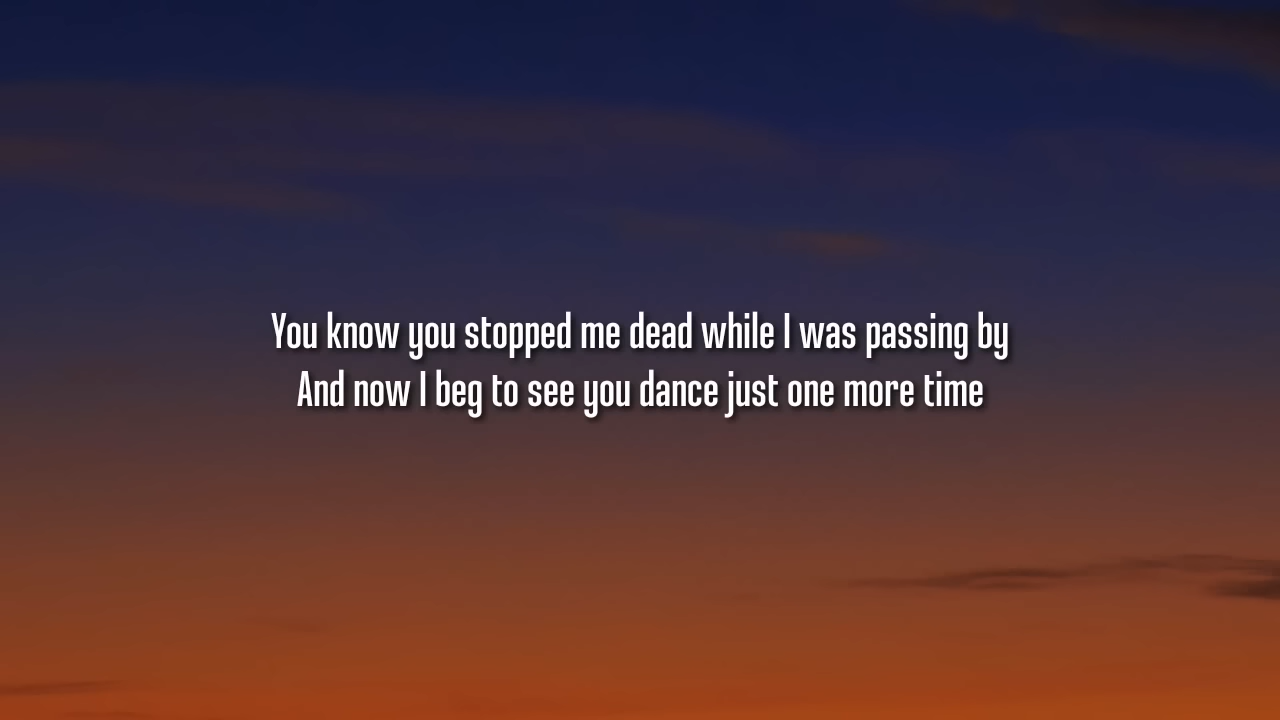 You know you stopped me dead while I was passing by
And now I beg to see you dance just one more time